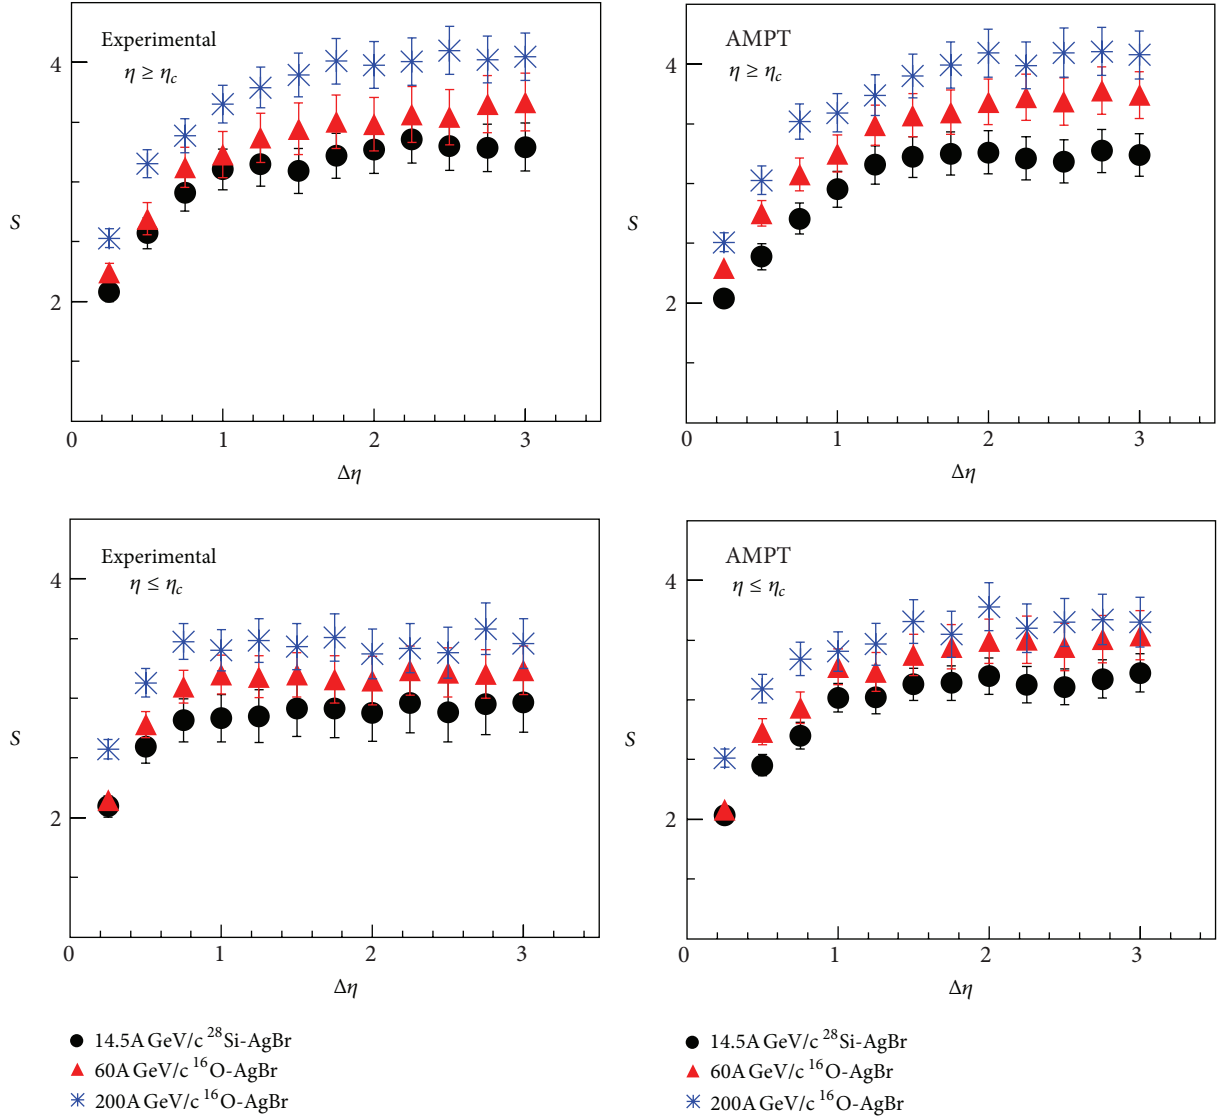 Experimental
η ≥ ηc
4
2
S
0 1 2 3
Δη
AMPT
η ≥ ηc
4
2
S
0 1 2 3
Δη
Experimental
η ≤ ηc
4
2
S
0 1 2 3
Δη
AMPT
η ≤ ηc
4
2
S
0 1 2 3
Δη
14.5A GeV/c ²⁸Si-AgBr
60A GeV/c ¹⁶O-AgBr
200A GeV/c ¹⁶O-AgBr
14.5A GeV/c ²⁸Si-AgBr
60A GeV/c ¹⁶O-AgBr
200A GeV/c ¹⁶O-AgBr